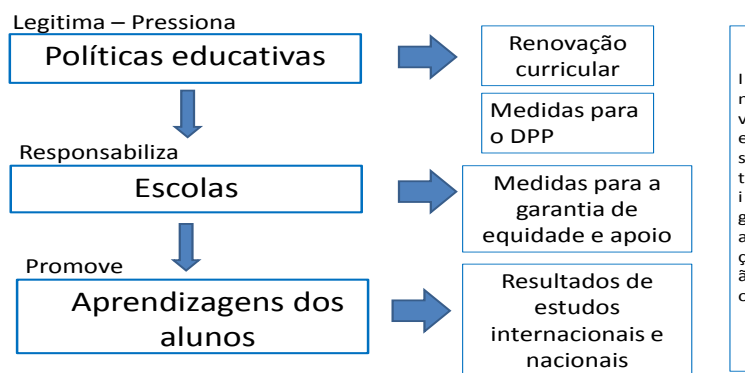 Legitima – Pressiona
Políticas educativas
Renovação
curricular
Medidas para
o DPP
Responsabiliza
Escolas
Medidas para a
garantia de
equidade e apoio
Promove
Aprendizagens dos
alunos
Resultados de
estudos
internacionais e
nacionais
I
n
v
e
s
t
i
g
a
ç
ã
o